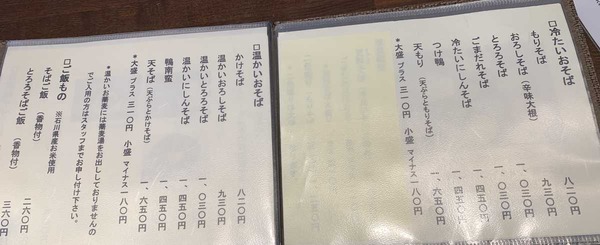 □冷たいおそば
もりそば 八二〇円
おろしそば（辛味大根） 九三〇円
とろろそば 一、〇三〇円
ごまだれそば 一、〇三〇円
冷たいにしんそば 一、四五〇円
つけ鴨 一、四五〇円
天もり（天ぷらともりそば） 一、六五〇円
*大盛 プラス 三一〇円 小盛 マイナス一八〇円
□温かいおそば
かけそば 八二〇円
温かいおろしそば 九三〇円
温かいとろろそば 一、〇三〇円
温かいにしんそば 一、四五〇円
鴨南蛮 一、四五〇円
天そば（天ぷらとかけそば） 一、六五〇円
*大盛 プラス 三一〇円 小盛 マイナス一八〇円
*温かいお蕎麦には蕎麦湯をお出ししておりませんの
でご入用の方はスタッフまでお申し付け下さい。
□ご飯もの ※石川県産お米使用
そばご飯（香物付） 二六〇円
とろろそばご飯（香物付） 三六〇円